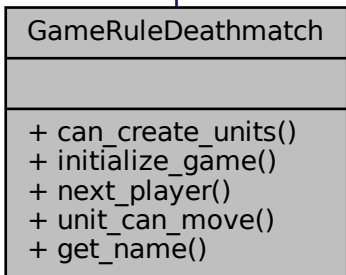 GameRuleDeathmatch
+ can_create_units()
+ initialize_game()
+ next_player()
+ unit_can_move()
+ get_name()